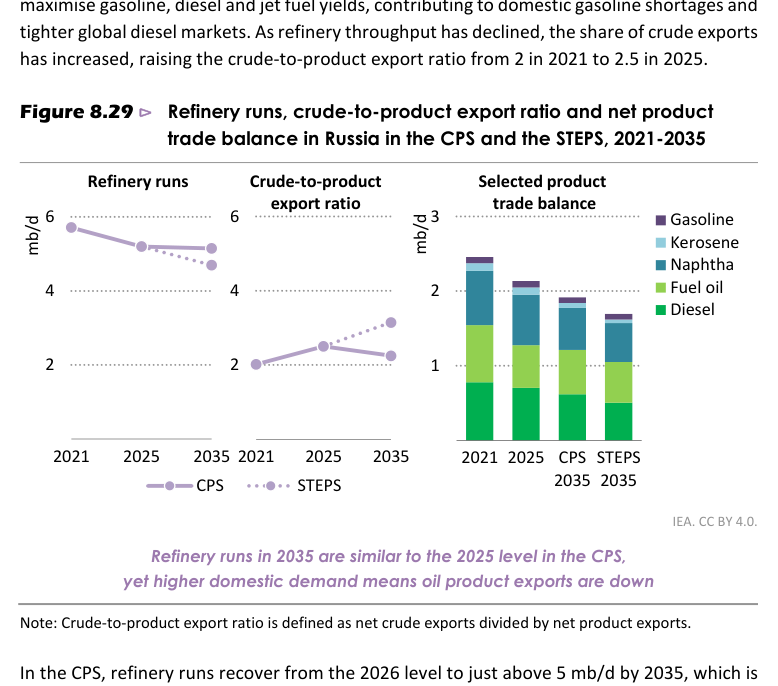 maximise gasoline, diesel and jet fuel yields, contributing to domestic gasoline shortages and
tighter global diesel markets. As refinery throughput has declined, the share of crude exports
has increased, raising the crude-to-product export ratio from 2 in 2021 to 2.5 in 2025.
Figure 8.29 ▻ Refinery runs, crude-to-product export ratio and net product
trade balance in Russia in the CPS and the STEPS, 2021-2035
Refinery runs
mb/d
6
4
2
2021 2025 2035
Crude-to-product
export ratio
6
4
2
2021 2025 2035
CPS STEPS
Selected product
trade balance
mb/d
3
2
1
2021 2025 CPS STEPS
2035 2035
Gasoline
Kerosene
Naphtha
Fuel oil
Diesel
IEA. CC BY 4.0.
Refinery runs in 2035 are similar to the 2025 level in the CPS,
yet higher domestic demand means oil product exports are down
Note: Crude-to-product export ratio is defined as net crude exports divided by net product exports.
In the CPS, refinery runs recover from the 2026 level to just above 5 mb/d by 2035, which is